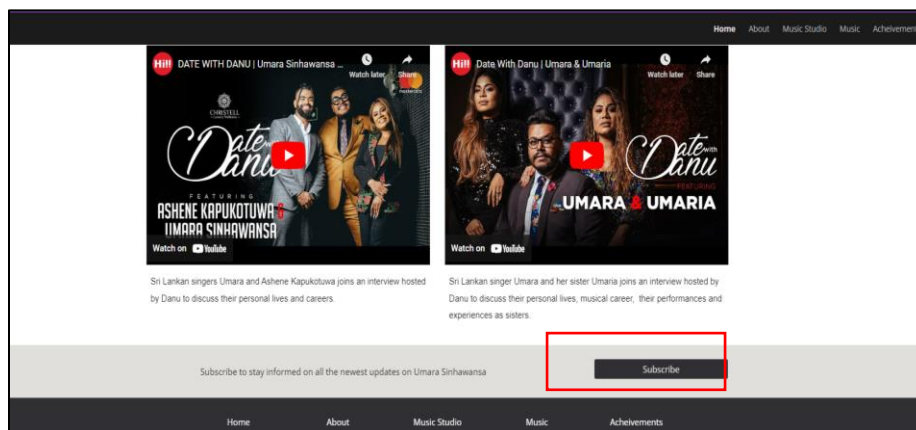 Home About Music Studio Music Acheivement
Hi!! DATE WITH DANU | Umara Sinhawansa ...
Watch later Share
CHRISTELL
Date with
Danu
FEATURING
ASHENE KAPUKOTUWA &
UMARA SINHAWANSA
Watch on YouTube
Hi!! Date With Danu | Umara & Umaria
Watch later Share
Date with
Danu
FEATURING
UMARA & UMARIA
Watch on YouTube
Sri Lankan singers Umara and Ashene Kapukotuwa joins an interview hosted
by Danu to discuss their personal lives and careers.
Sri Lankan singer Umara and her sister Umaria joins an interview hosted by
Danu to discuss their personal lives, musical career, their performances and
experiences as sisters.
Subscribe to stay informed on all the newest updates on Umara Sinhawansa
Subscribe
Home About Music Studio Music Acheivements